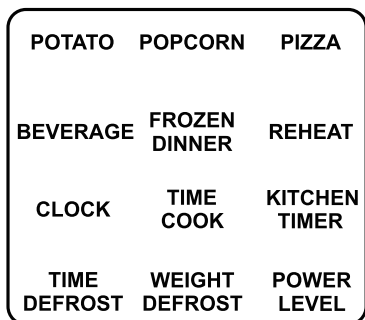 POTATO POPCORN PIZZA
BEVERAGE FROZEN DINNER REHEAT
CLOCK TIME COOK KITCHEN TIMER
TIME DEFROST WEIGHT DEFROST POWER LEVEL